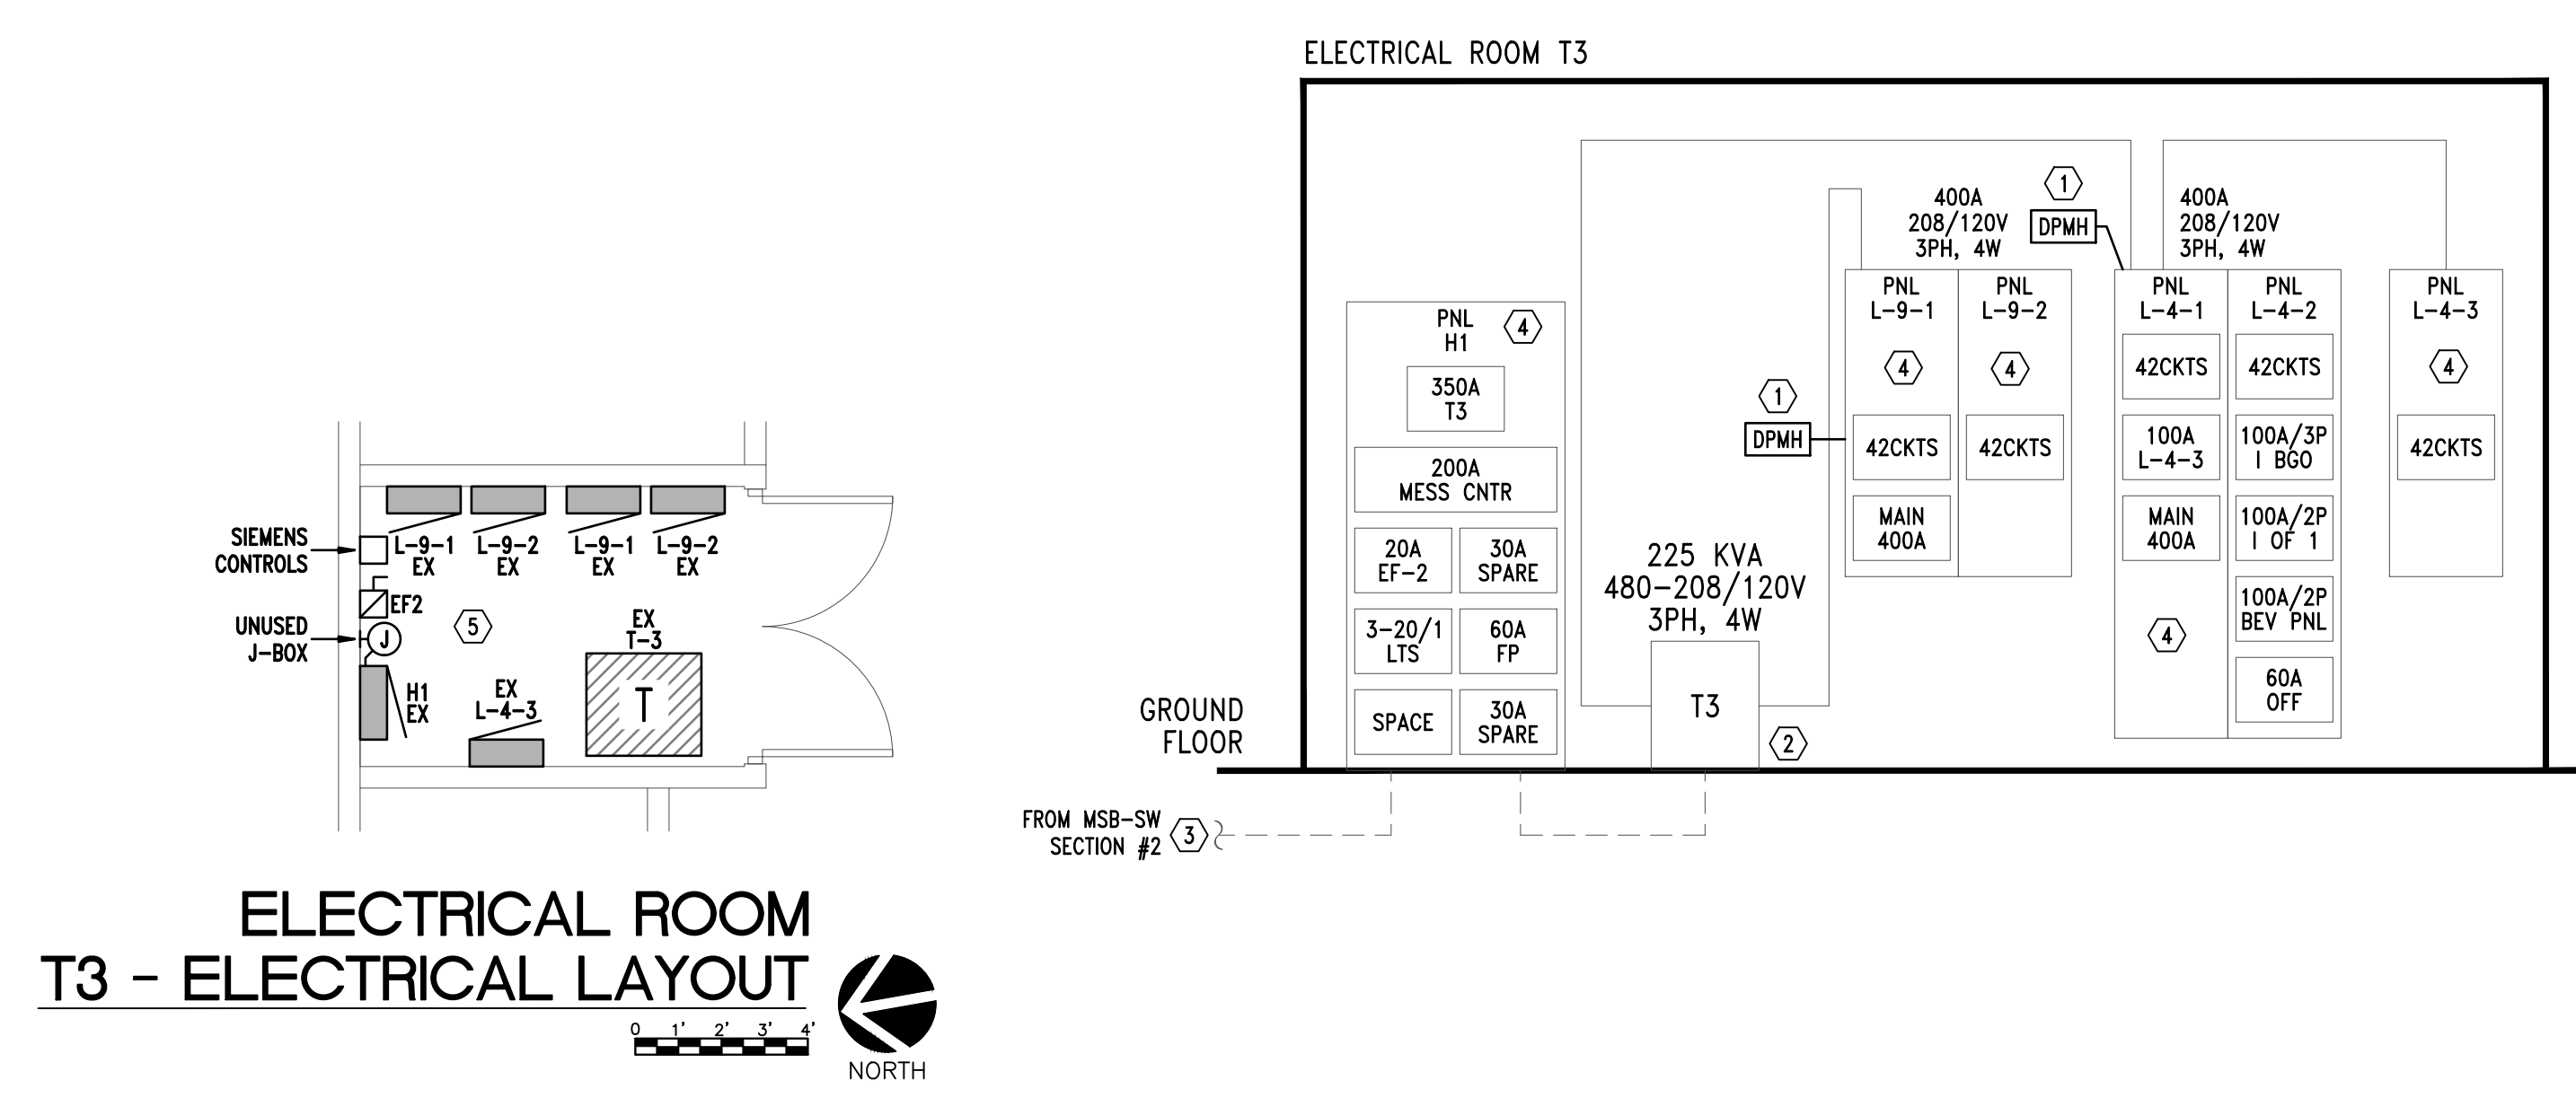 ELECTRICAL ROOM T3
400A
208/120V
3PH, 4W
1
DPMH
400A
208/120V
3PH, 4W
PNL
H1
4
350A
T3
200A
MESS CNTR
20A
EF-2
30A
SPARE
3-20/1
LTS
60A
FP
SPACE
30A
SPARE
225 KVA
480-208/120V
3PH, 4W
T3
2
1
DPMH
PNL
L-9-1
4
42CKTS
MAIN
400A
PNL
L-9-2
4
42CKTS
PNL
L-4-1
42CKTS
100A
L-4-3
MAIN
400A
4
PNL
L-4-2
42CKTS
100A/3P
I BGO
100A/2P
I OF 1
100A/2P
BEV PNL
60A
OFF
PNL
L-4-3
4
42CKTS
GROUND
FLOOR
FROM MSB-SW
SECTION #2
3
SIEMENS
CONTROLS
L-9-1
EX
L-9-2
EX
L-9-1
EX
L-9-2
EX
EF2
UNUSED
J-BOX
J
5
H1
EX
EX
L-4-3
EX
T-3
T
ELECTRICAL ROOM
T3 - ELECTRICAL LAYOUT
0 1' 2' 3' 4'
NORTH